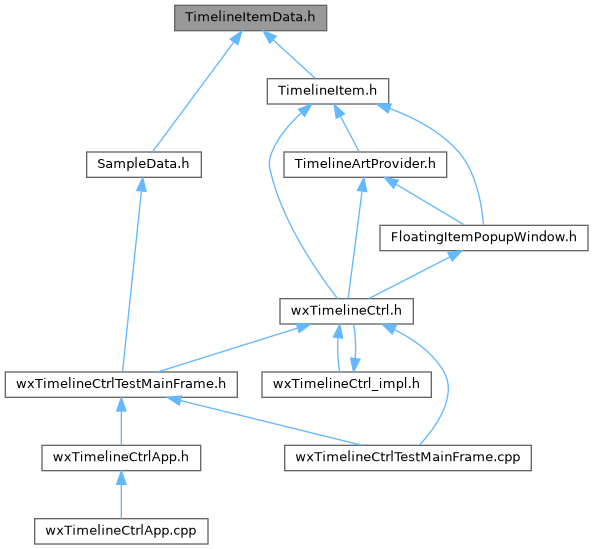 TimelineItemData.h
TimelineItem.h
SampleData.h
TimelineArtProvider.h
FloatingItemPopupWindow.h
wxTimelineCtrl.h
wxTimelineCtrlTestMainFrame.h
wxTimelineCtrl_impl.h
wxTimelineCtrlApp.h
wxTimelineCtrlTestMainFrame.cpp
wxTimelineCtrlApp.cpp